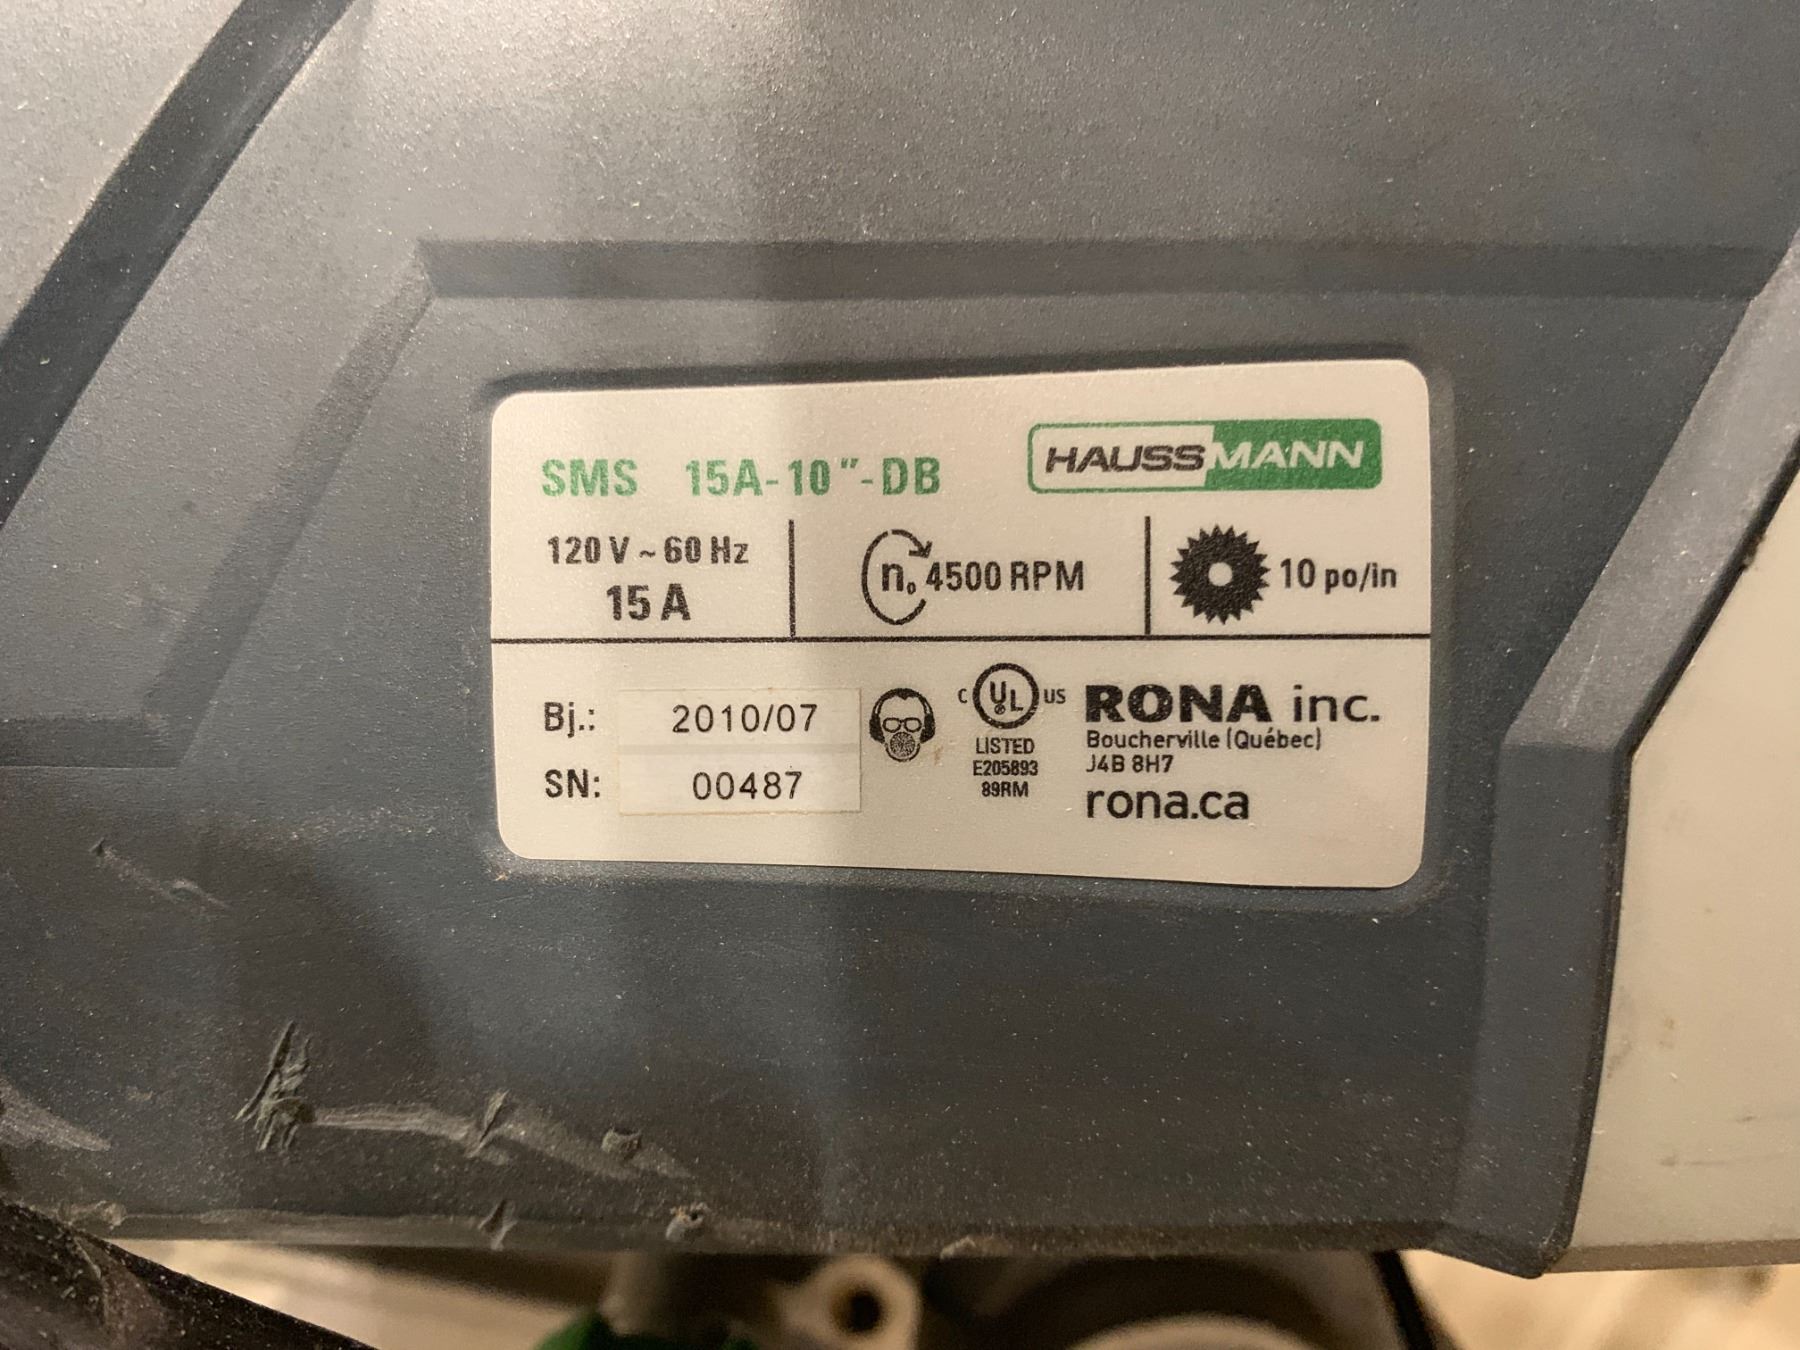 SMS 15A-10"-DB
HAUSSMANN
120 V ~ 60 Hz
15 A
n₀ 4500 RPM
10 po/in
Bj.: 2010/07
SN: 00487
C UL US
LISTED
E205893
89RM
RONA inc.
Boucherville (Québec)
J4B 8H7
rona.ca